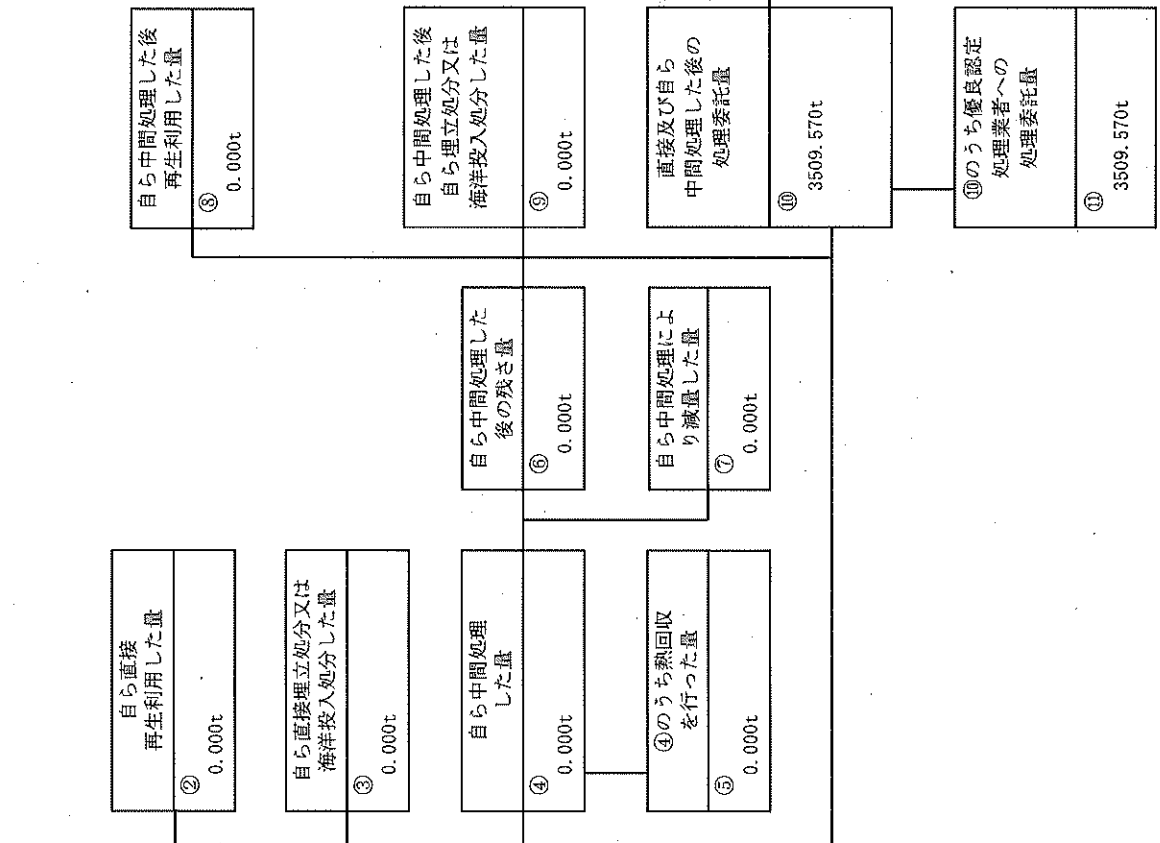 自ら直接
再生利用した量
②
0.000t
自ら直接埋立処分又は
海洋投入処分した量
③
0.000t
自ら中間処理
した量
④
0.000t
④のうち熱回収
を行った量
⑤
0.000t
自ら中間処理した
後の残さ量
⑥
0.000t
自ら中間処理によ
り減量した量
⑦
0.000t
自ら中間処理した後
再生利用した量
⑧
0.000t
自ら中間処理した後
自ら埋立処分又は
海洋投入処分した量
⑨
0.000t
直接及び自ら
中間処理した後の
処理委託量
⑩
3509.570t
⑩のうち優良認定
処理業者への
処理委託量
⑪
3509.570t